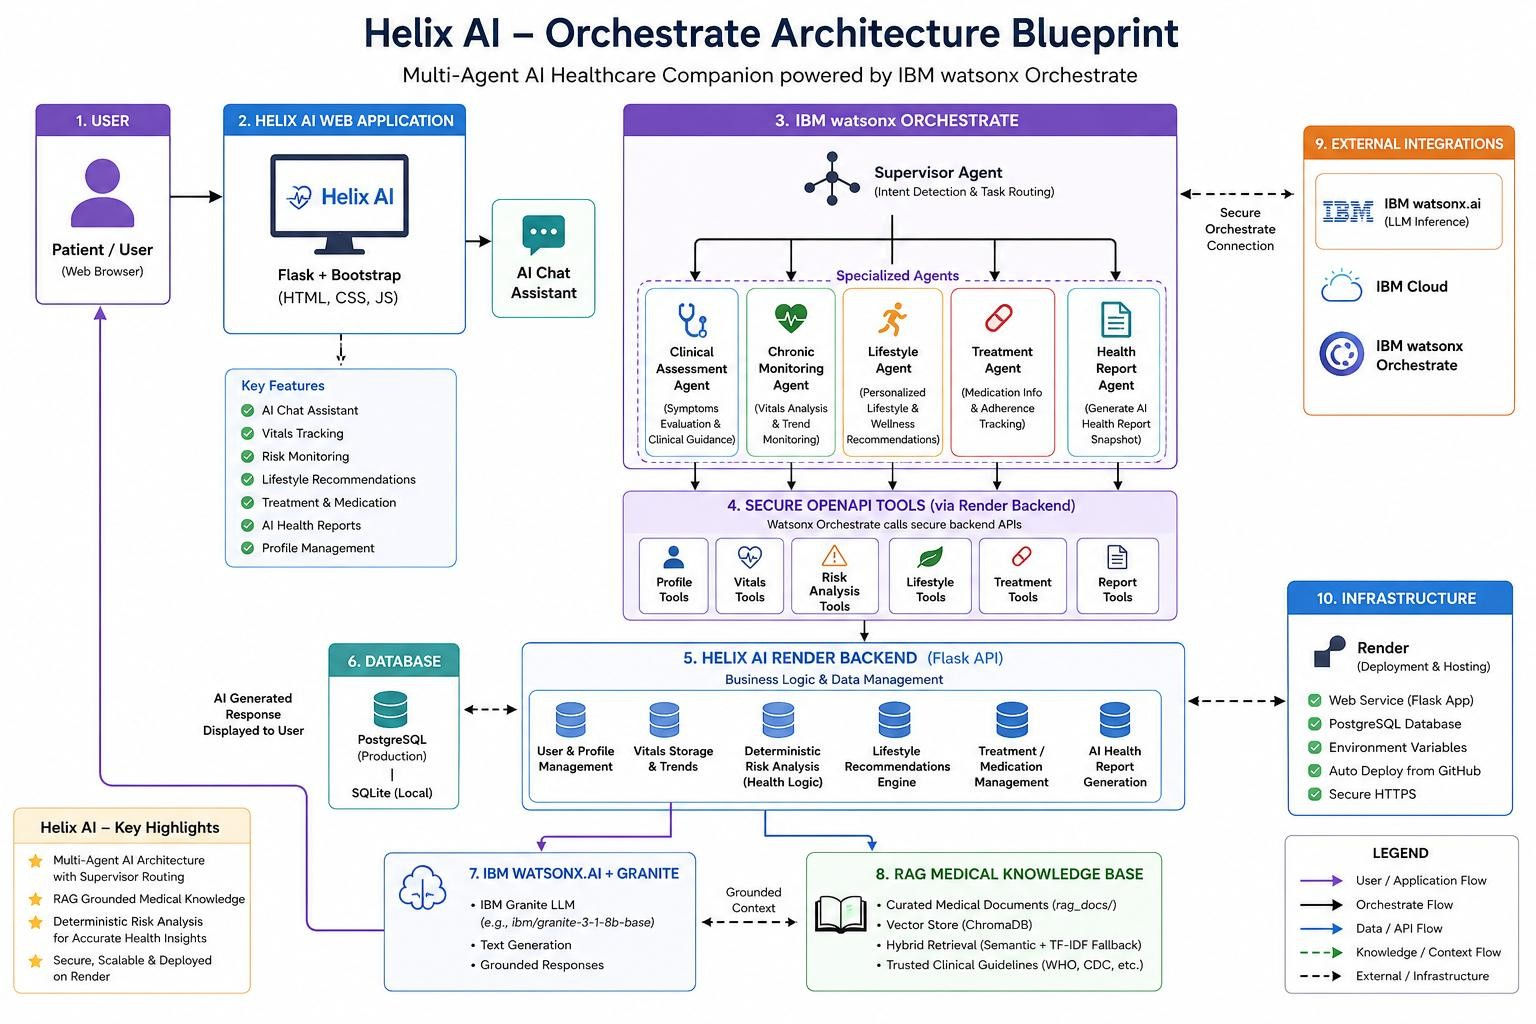 Helix AI – Orchestrate Architecture Blueprint
Multi-Agent AI Healthcare Companion powered by IBM watsonx Orchestrate
1. USER
Patient / User
(Web Browser)
2. HELIX AI WEB APPLICATION
Helix AI
Flask + Bootstrap
(HTML, CSS, JS)
AI Chat
Assistant
Key Features
AI Chat Assistant
Vitals Tracking
Risk Monitoring
Lifestyle Recommendations
Treatment & Medication
AI Health Reports
Profile Management
3. IBM watsonx ORCHESTRATE
Supervisor Agent
(Intent Detection & Task Routing)
Specialized Agents
Clinical
Assessment
Agent
(Symptoms
Evaluation &
Clinical Guidance)
Chronic
Monitoring
Agent
(Vitals Analysis
& Trend
Monitoring)
Lifestyle
Agent
(Personalized
Lifestyle &
Wellness
Recommendations)
Treatment
Agent
(Medication Info
& Adherence
Tracking)
Health
Report
Agent
(Generate AI
Health Report
Snapshot)
Secure
Orchestrate
Connection
9. EXTERNAL INTEGRATIONS
IBM
IBM watsonx.ai
(LLM Inference)
IBM Cloud
IBM watsonx
Orchestrate
4. SECURE OPENAPI TOOLS (via Render Backend)
Watsonx Orchestrate calls secure backend APIs
Profile
Tools
Vitals
Tools
Risk
Analysis
Tools
Lifestyle
Tools
Treatment
Tools
Report
Tools
5. HELIX AI RENDER BACKEND (Flask API)
Business Logic & Data Management
User & Profile
Management
Vitals Storage
& Trends
Deterministic
Risk Analysis
(Health Logic)
Lifestyle
Recommendations
Engine
Treatment /
Medication
Management
AI Health
Report
Generation
6. DATABASE
PostgreSQL
(Production)
SQLite (Local)
AI Generated
Response
Displayed to User
10. INFRASTRUCTURE
Render
(Deployment & Hosting)
Web Service (Flask App)
PostgreSQL Database
Environment Variables
Auto Deploy from GitHub
Secure HTTPS
Helix AI – Key Highlights
Multi-Agent AI Architecture
with Supervisor Routing
RAG Grounded Medical Knowledge
Deterministic Risk Analysis
for Accurate Health Insights
Secure, Scalable & Deployed
on Render
7. IBM WATSONX.AI + GRANITE
• IBM Granite LLM
(e.g., ibm/granite-3-1-8b-base)
• Text Generation
• Grounded Responses
Grounded
Context
8. RAG MEDICAL KNOWLEDGE BASE
• Curated Medical Documents (rag_docs/)
• Vector Store (ChromaDB)
• Hybrid Retrieval (Semantic + TF-IDF Fallback)
• Trusted Clinical Guidelines (WHO, CDC, etc.)
LEGEND
User / Application Flow
Orchestrate Flow
Data / API Flow
Knowledge / Context Flow
External / Infrastructure